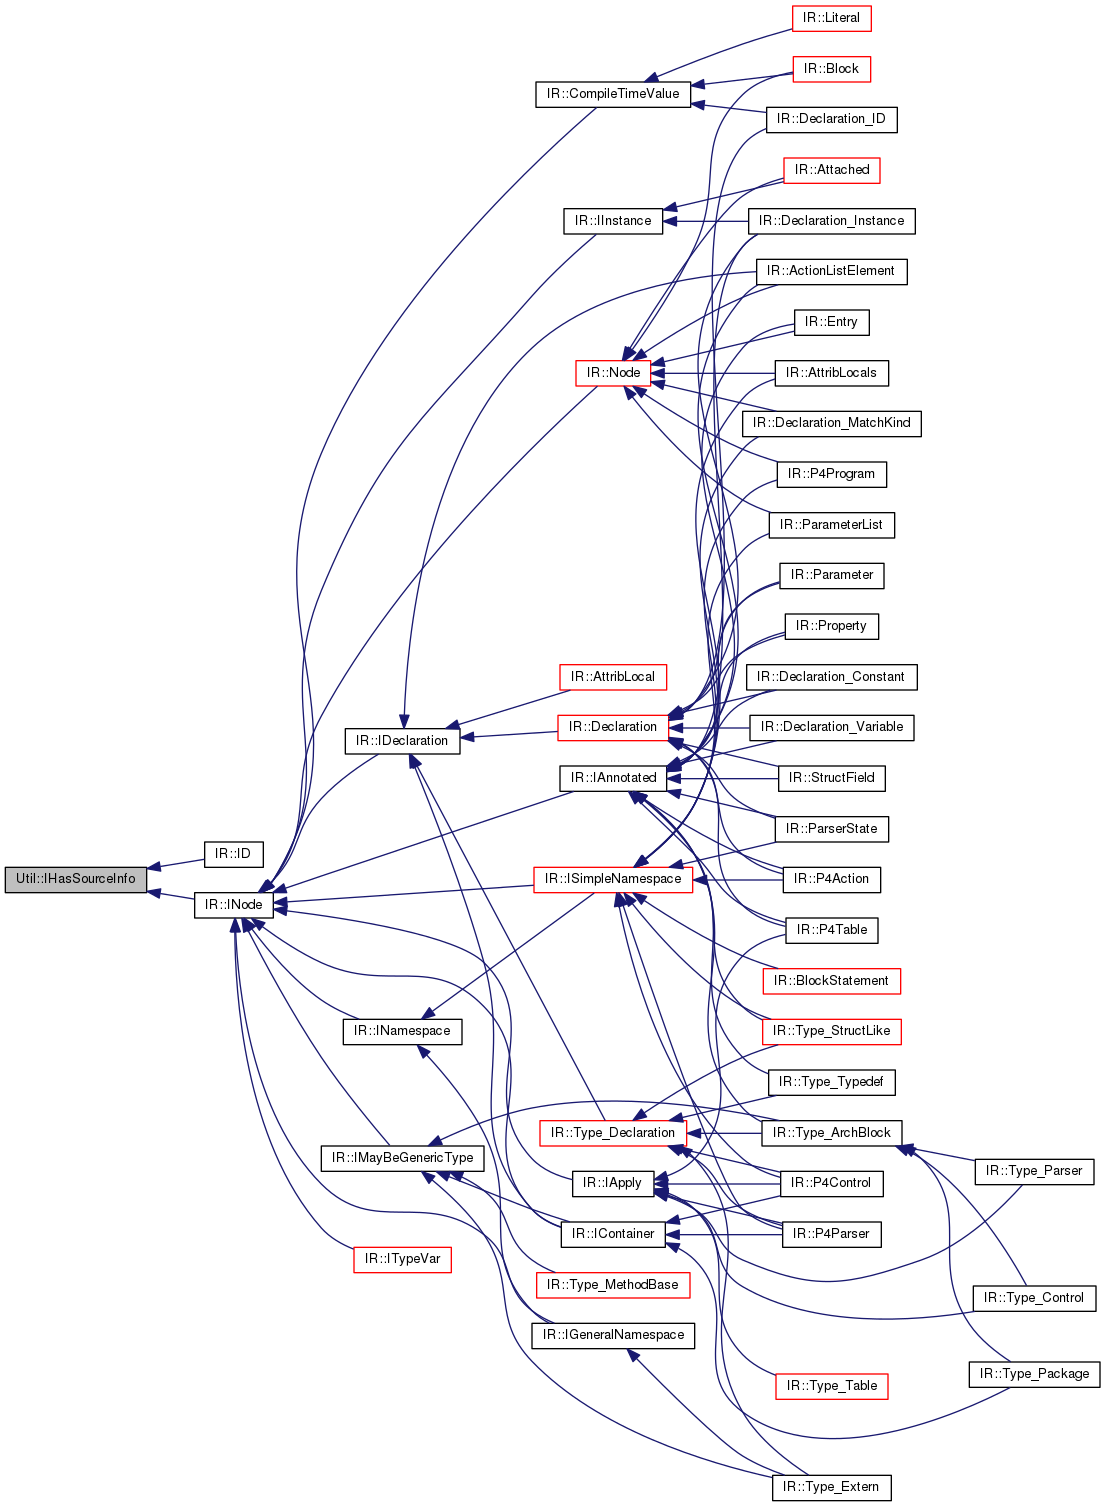 IR::Literal
IR::Block
IR::CompileTimeValue
IR::Declaration_ID
IR::Attached
IR::IInstance
IR::Declaration_Instance
IR::ActionListElement
IR::Entry
IR::Node
IR::AttribLocals
IR::Declaration_MatchKind
IR::P4Program
IR::ParameterList
IR::Parameter
IR::Property
IR::AttribLocal
IR::Declaration_Constant
IR::Declaration
IR::Declaration_Variable
IR::IDeclaration
IR::IAnnotated
IR::StructField
IR::ParserState
IR::ID
Util::IHasSourceInfo
IR::ISimpleNamespace
IR::P4Action
IR::INode
IR::P4Table
IR::BlockStatement
IR::INamespace
IR::Type_StructLike
IR::Type_Typedef
IR::Type_Declaration
IR::Type_ArchBlock
IR::IMayBeGenericType
IR::Type_Parser
IR::IApply
IR::P4Control
IR::IContainer
IR::P4Parser
IR::ITypeVar
IR::Type_MethodBase
IR::Type_Control
IR::IGeneralNamespace
IR::Type_Package
IR::Type_Table
IR::Type_Extern